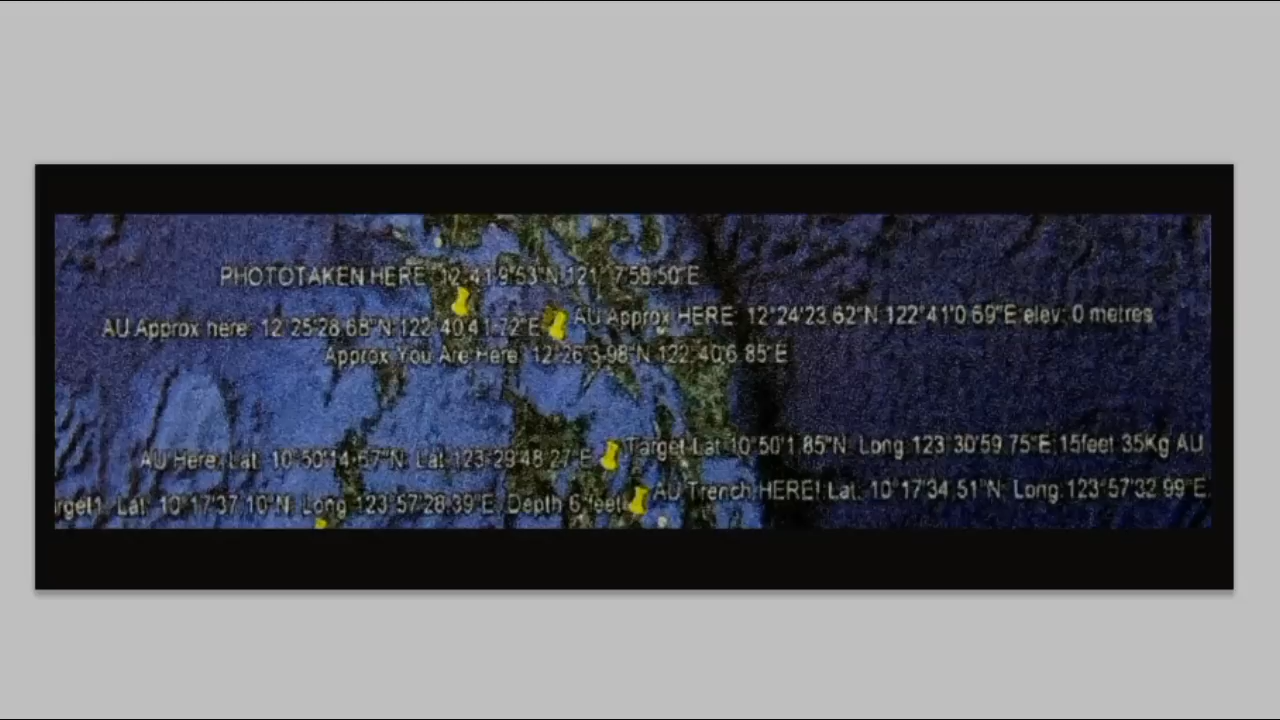 PHOTOTAKEN HERE: 12°41'9"53"N 121° 7'58.50"E
AU Approx HERE: 12°24'23.62"N 122°41'0.69"E elev: 0 metres
AU Approx here: 12°25'28.68"N 122°40'41.72"E
Approx You Are Here: 12°26'3.98"N 122°40'6.85"E
Target Lat 10°50'1.85"N Long 123°30'59.75"E 15feet 35Kg AU
AU Here, Lat: 10°50'14.67"N Lat 123°29'48.27"E
AU Trench HERE! Lat: 10°17'34.51"N Long 123°57'32.99"E
rget1: Lat: 10°17'37.10"N Long 123°57'28.39"E Depth 6 feet